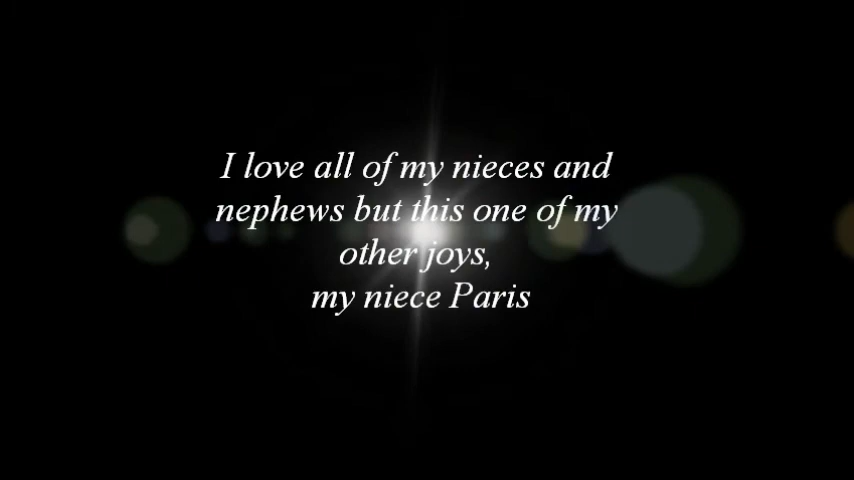 I love all of my nieces and
nephews but this one of my
other joys,
my niece Paris